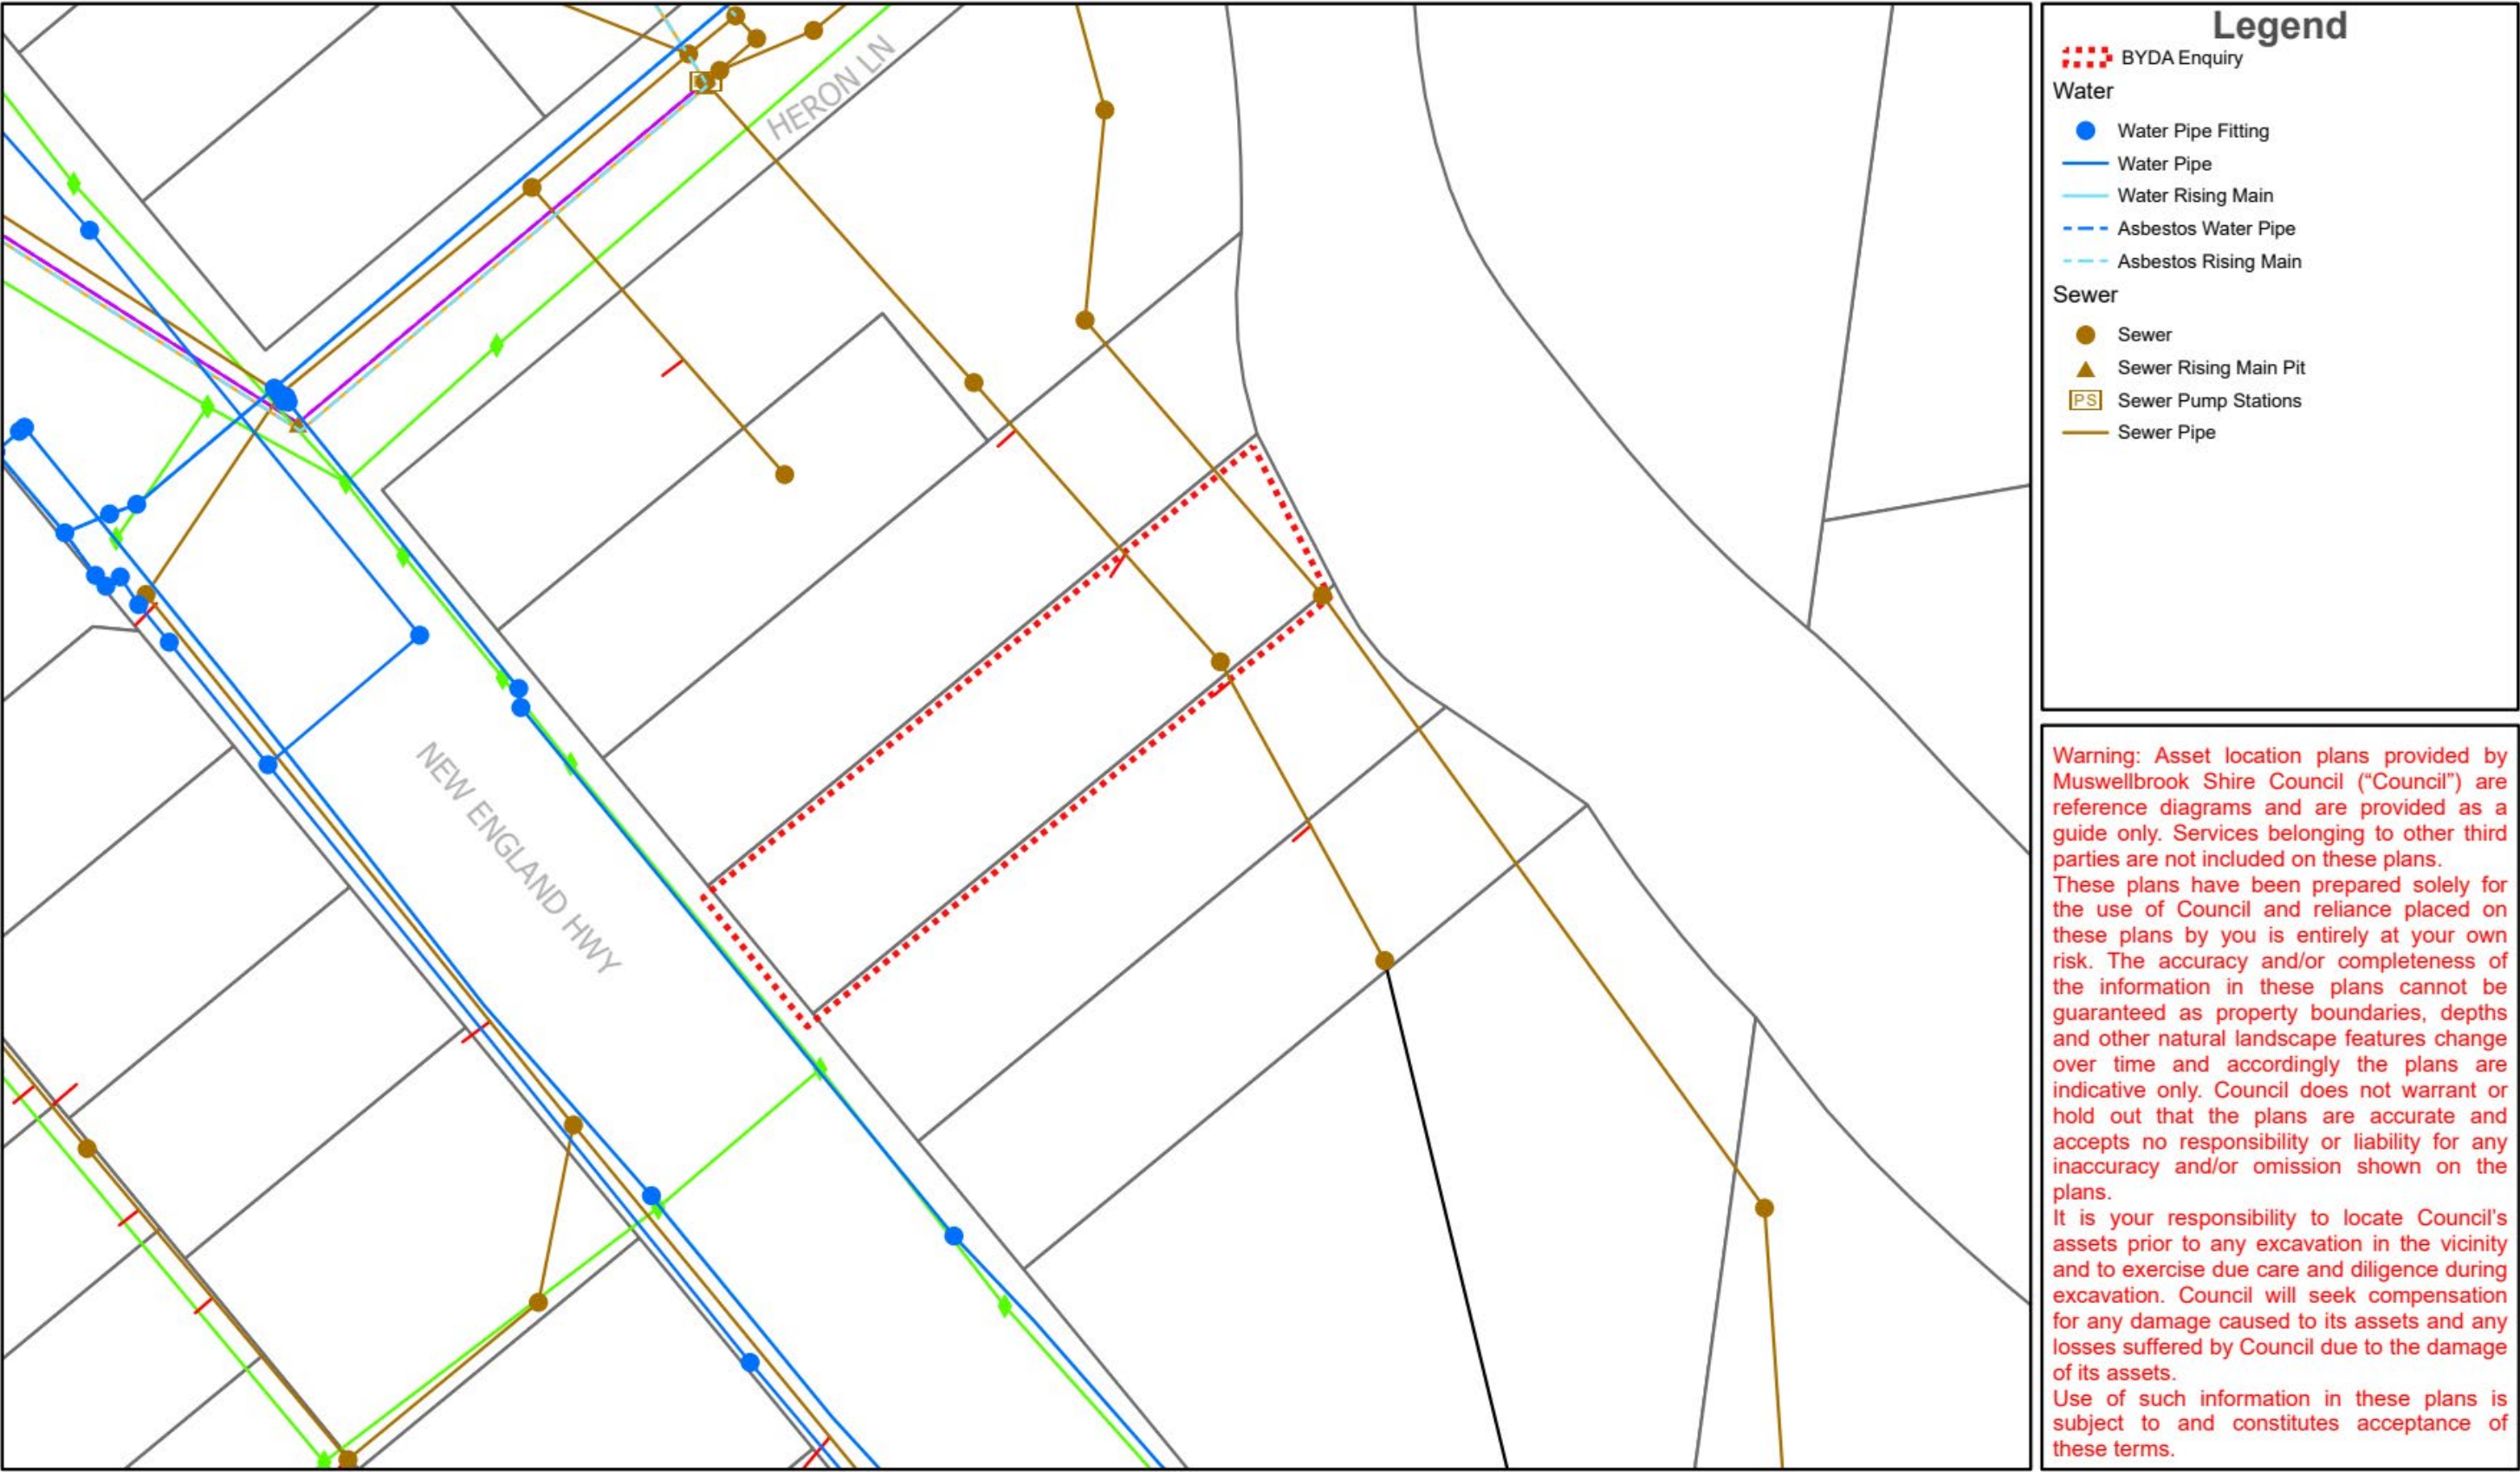 HERON LN
NEW ENGLAND HWY
Legend
BYDA Enquiry
Water
Water Pipe Fitting
Water Pipe
Water Rising Main
Asbestos Water Pipe
Asbestos Rising Main
Sewer
Sewer
Sewer Rising Main Pit
PS Sewer Pump Stations
Sewer Pipe
Warning: Asset location plans provided by
Muswellbrook Shire Council (“Council”) are
reference diagrams and are provided as a
guide only. Services belonging to other third
parties are not included on these plans.
These plans have been prepared solely for
the use of Council and reliance placed on
these plans by you is entirely at your own
risk. The accuracy and/or completeness of
the information in these plans cannot be
guaranteed as property boundaries, depths
and other natural landscape features change
over time and accordingly the plans are
indicative only. Council does not warrant or
hold out that the plans are accurate and
accepts no responsibility or liability for any
inaccuracy and/or omission shown on the
plans.
It is your responsibility to locate Council's
assets prior to any excavation in the vicinity
and to exercise due care and diligence during
excavation. Council will seek compensation
for any damage caused to its assets and any
losses suffered by Council due to the damage
of its assets.
Use of such information in these plans is
subject to and constitutes acceptance of
these terms.